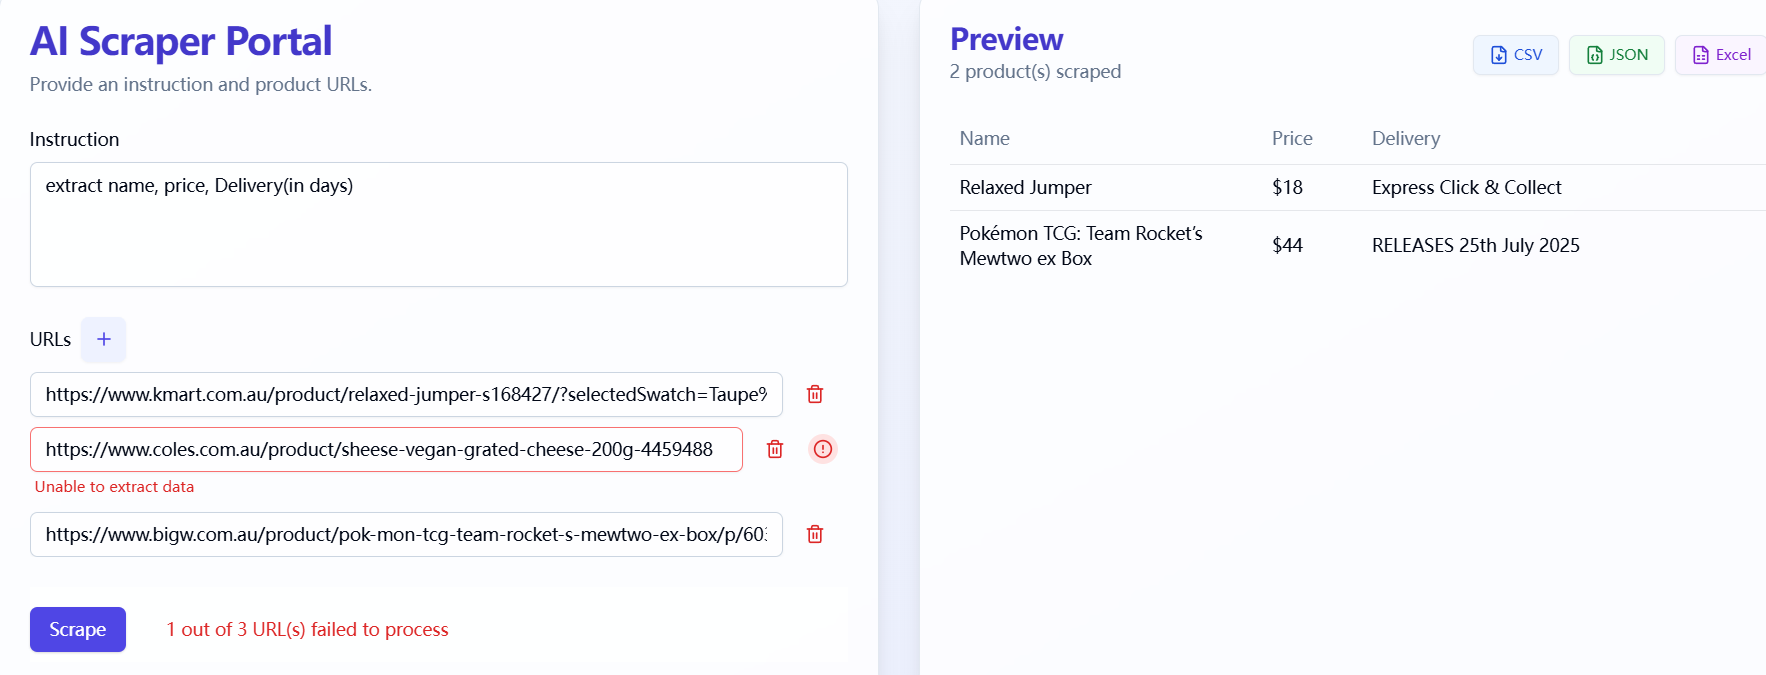 AI Scraper Portal
Provide an instruction and product URLs.
Instruction
extract name, price, Delivery(in days)
URLs
https://www.kmart.com.au/product/relaxed-jumper-s168427/?selectedSwatch=Taupe%
https://www.coles.com.au/product/sheese-vegan-grated-cheese-200g-4459488
Unable to extract data
https://www.bigw.com.au/product/pok-mon-tcg-team-rocket-s-mewtwo-ex-box/p/603
Scrape
1 out of 3 URL(s) failed to process
Preview
2 product(s) scraped
CSV
JSON
Excel
Name Price Delivery
Relaxed Jumper $18 Express Click & Collect
Pokémon TCG: Team Rocket’s
Mewtwo ex Box $44 RELEASES 25th July 2025